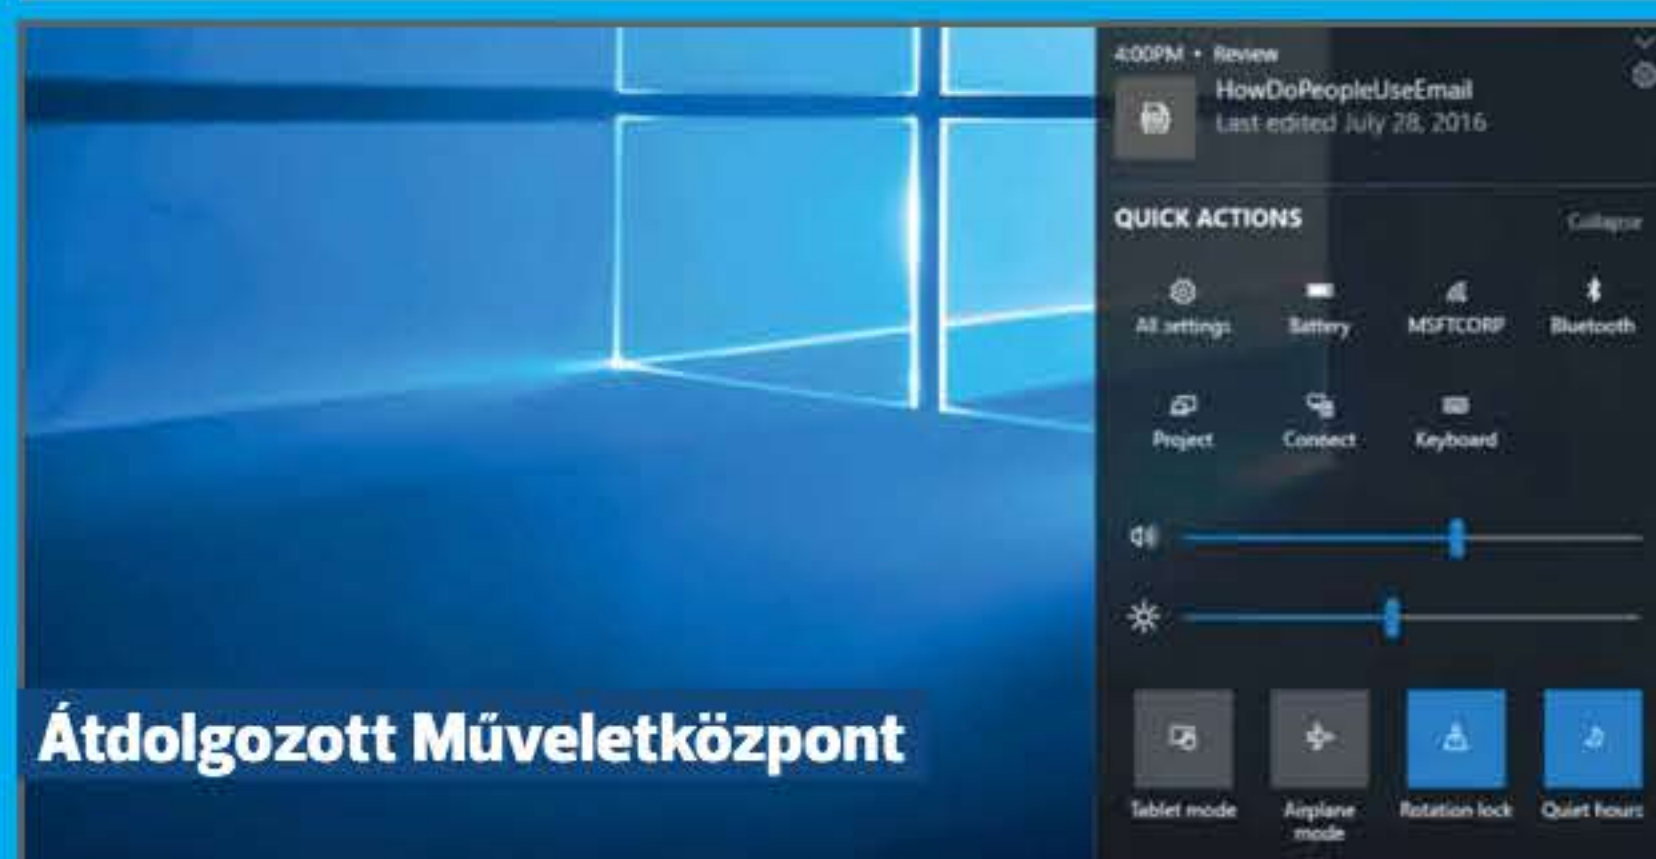 4:00PM • Review
HowDoPeopleUseEmail
Last edited July 28, 2016
QUICK ACTIONS
Collapse
All settings
Battery
MSFTCORP
Bluetooth
Project
Connect
Keyboard
Átdolgozott Műveletközpont
Tablet mode
Airplane mode
Rotation lock
Quiet hours